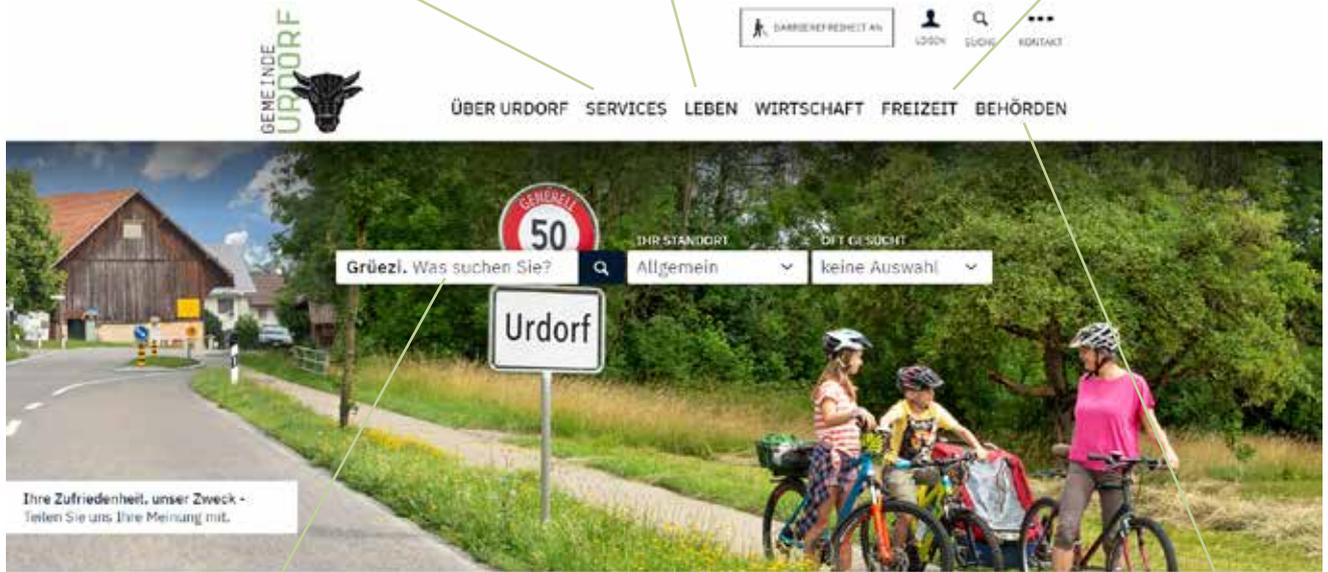 GEMEINDE
URDORF
BARRIEREFREIHEIT AN
LOGIN
SUCHE
KONTAKT
ÜBER URDORF SERVICES LEBEN WIRTSCHAFT FREIZEIT BEHÖRDEN
GENERELL
50
IHR STANDORT
OFT GESUCHT
Grüezi. Was suchen Sie?
Allgemein
keine Auswahl
Urdorf
Ihre Zufriedenheit, unser Zweck -
Teilen Sie uns Ihre Meinung mit.